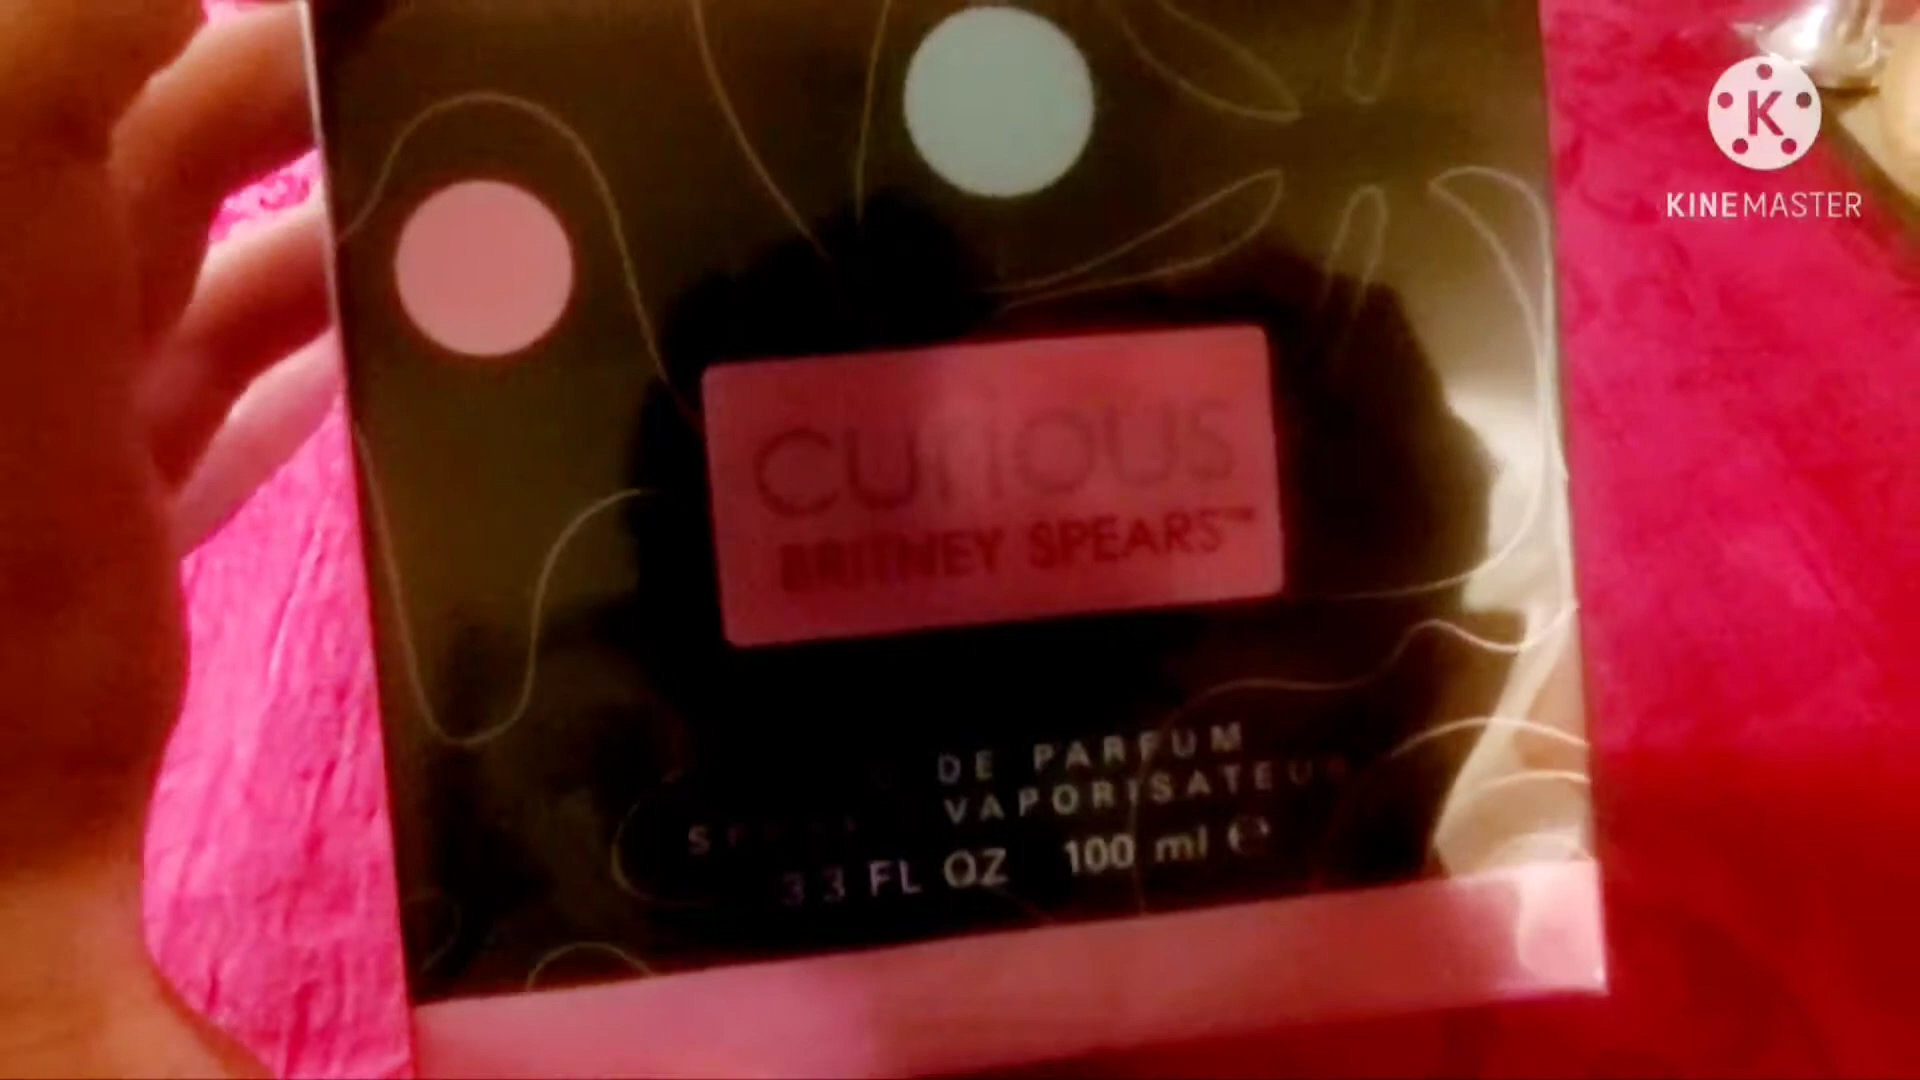 K
KINEMASTER
curious
BRITNEY SPEARS™
DE PARFUM
VAPORISATEUR
3.3 FL OZ 100 ml ℮